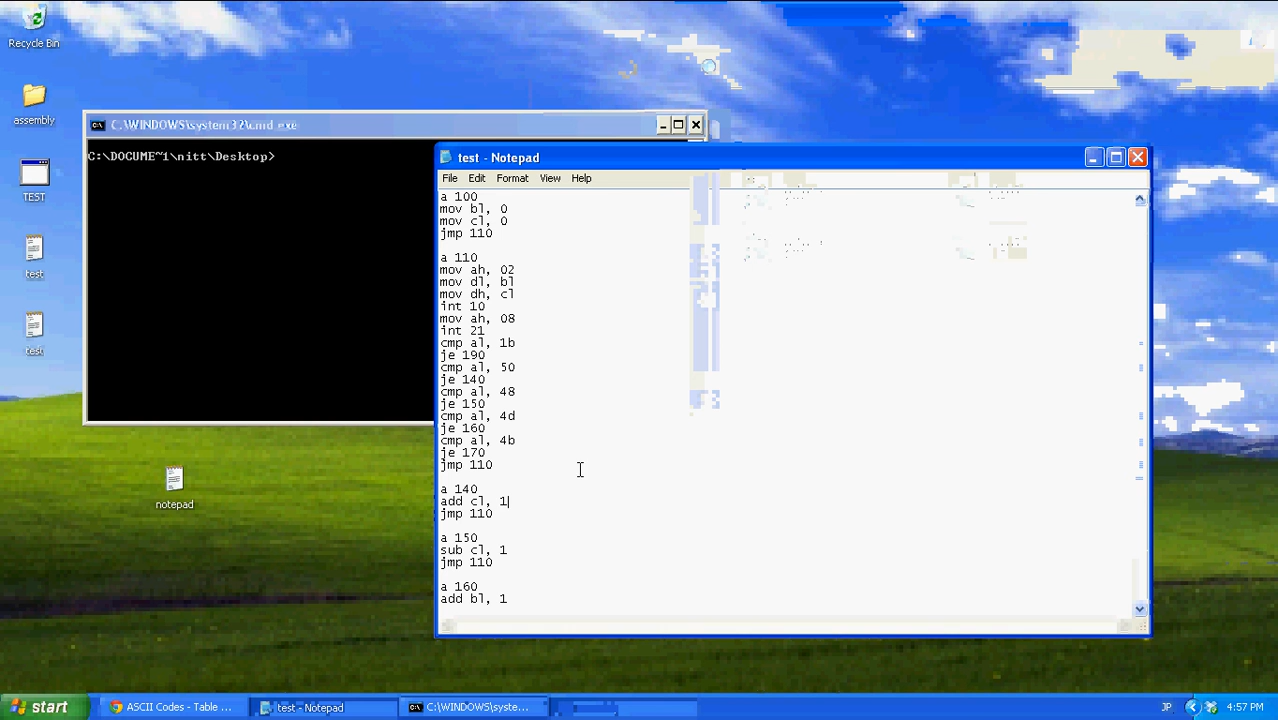 Recycle Bin
assembly
TEST
test
test
notepad
C:\WINDOWS\system32\cmd.exe
C:\DOCUME~1\nitt\Desktop>
test - Notepad
File Edit Format View Help
a 100
mov bl, 0
mov cl, 0
jmp 110
a 110
mov ah, 02
mov dl, bl
mov dh, cl
int 10
mov ah, 08
int 21
cmp al, 1b
je 190
cmp al, 50
je 140
cmp al, 48
je 150
cmp al, 4d
je 160
cmp al, 4b
je 170
jmp 110
a 140
add cl, 1
jmp 110
a 150
sub cl, 1
jmp 110
a 160
add bl, 1
start
ASCII Codes - Table ...
test - Notepad
C:\WINDOWS\syste...
JP
4:57 PM